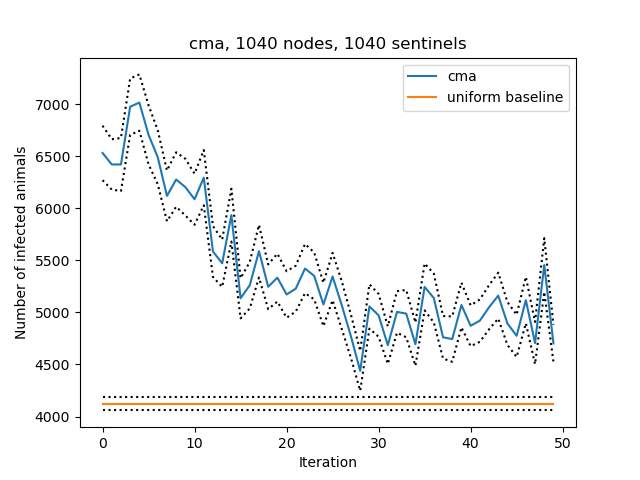 cma, 1040 nodes, 1040 sentinels
cma
uniform baseline
Number of infected animals
7000
6500
6000
5500
5000
4500
4000
0 10 20 30 40 50
Iteration